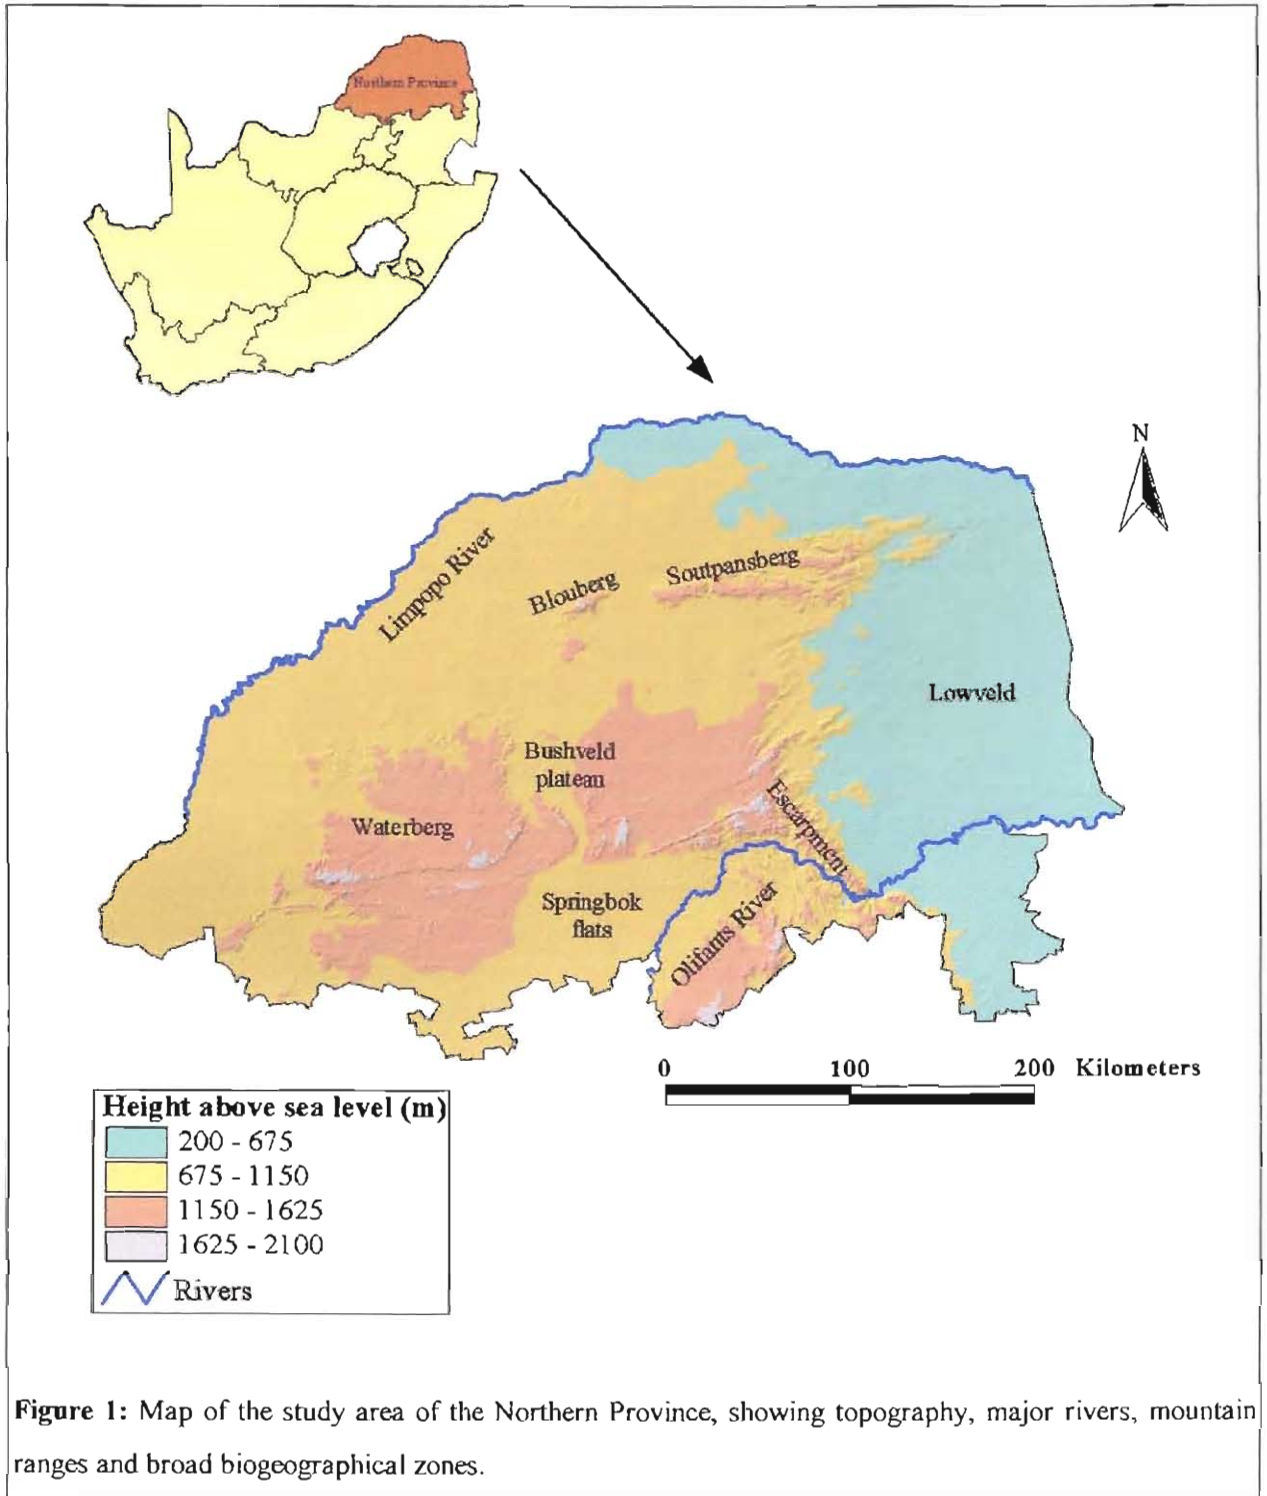 Northern Province
N
Limpopo River
Blouberg
Soutpansberg
Lowveld
Bushveld
plateau
Waterberg
Escarpment
Springbok
flats
Olifants River
0 100 200 Kilometers
Height above sea level (m)
200 - 675
675 - 1150
1150 - 1625
1625 - 2100
Rivers
Figure 1: Map of the study area of the Northern Province, showing topography, major rivers, mountain
ranges and broad biogeographical zones.